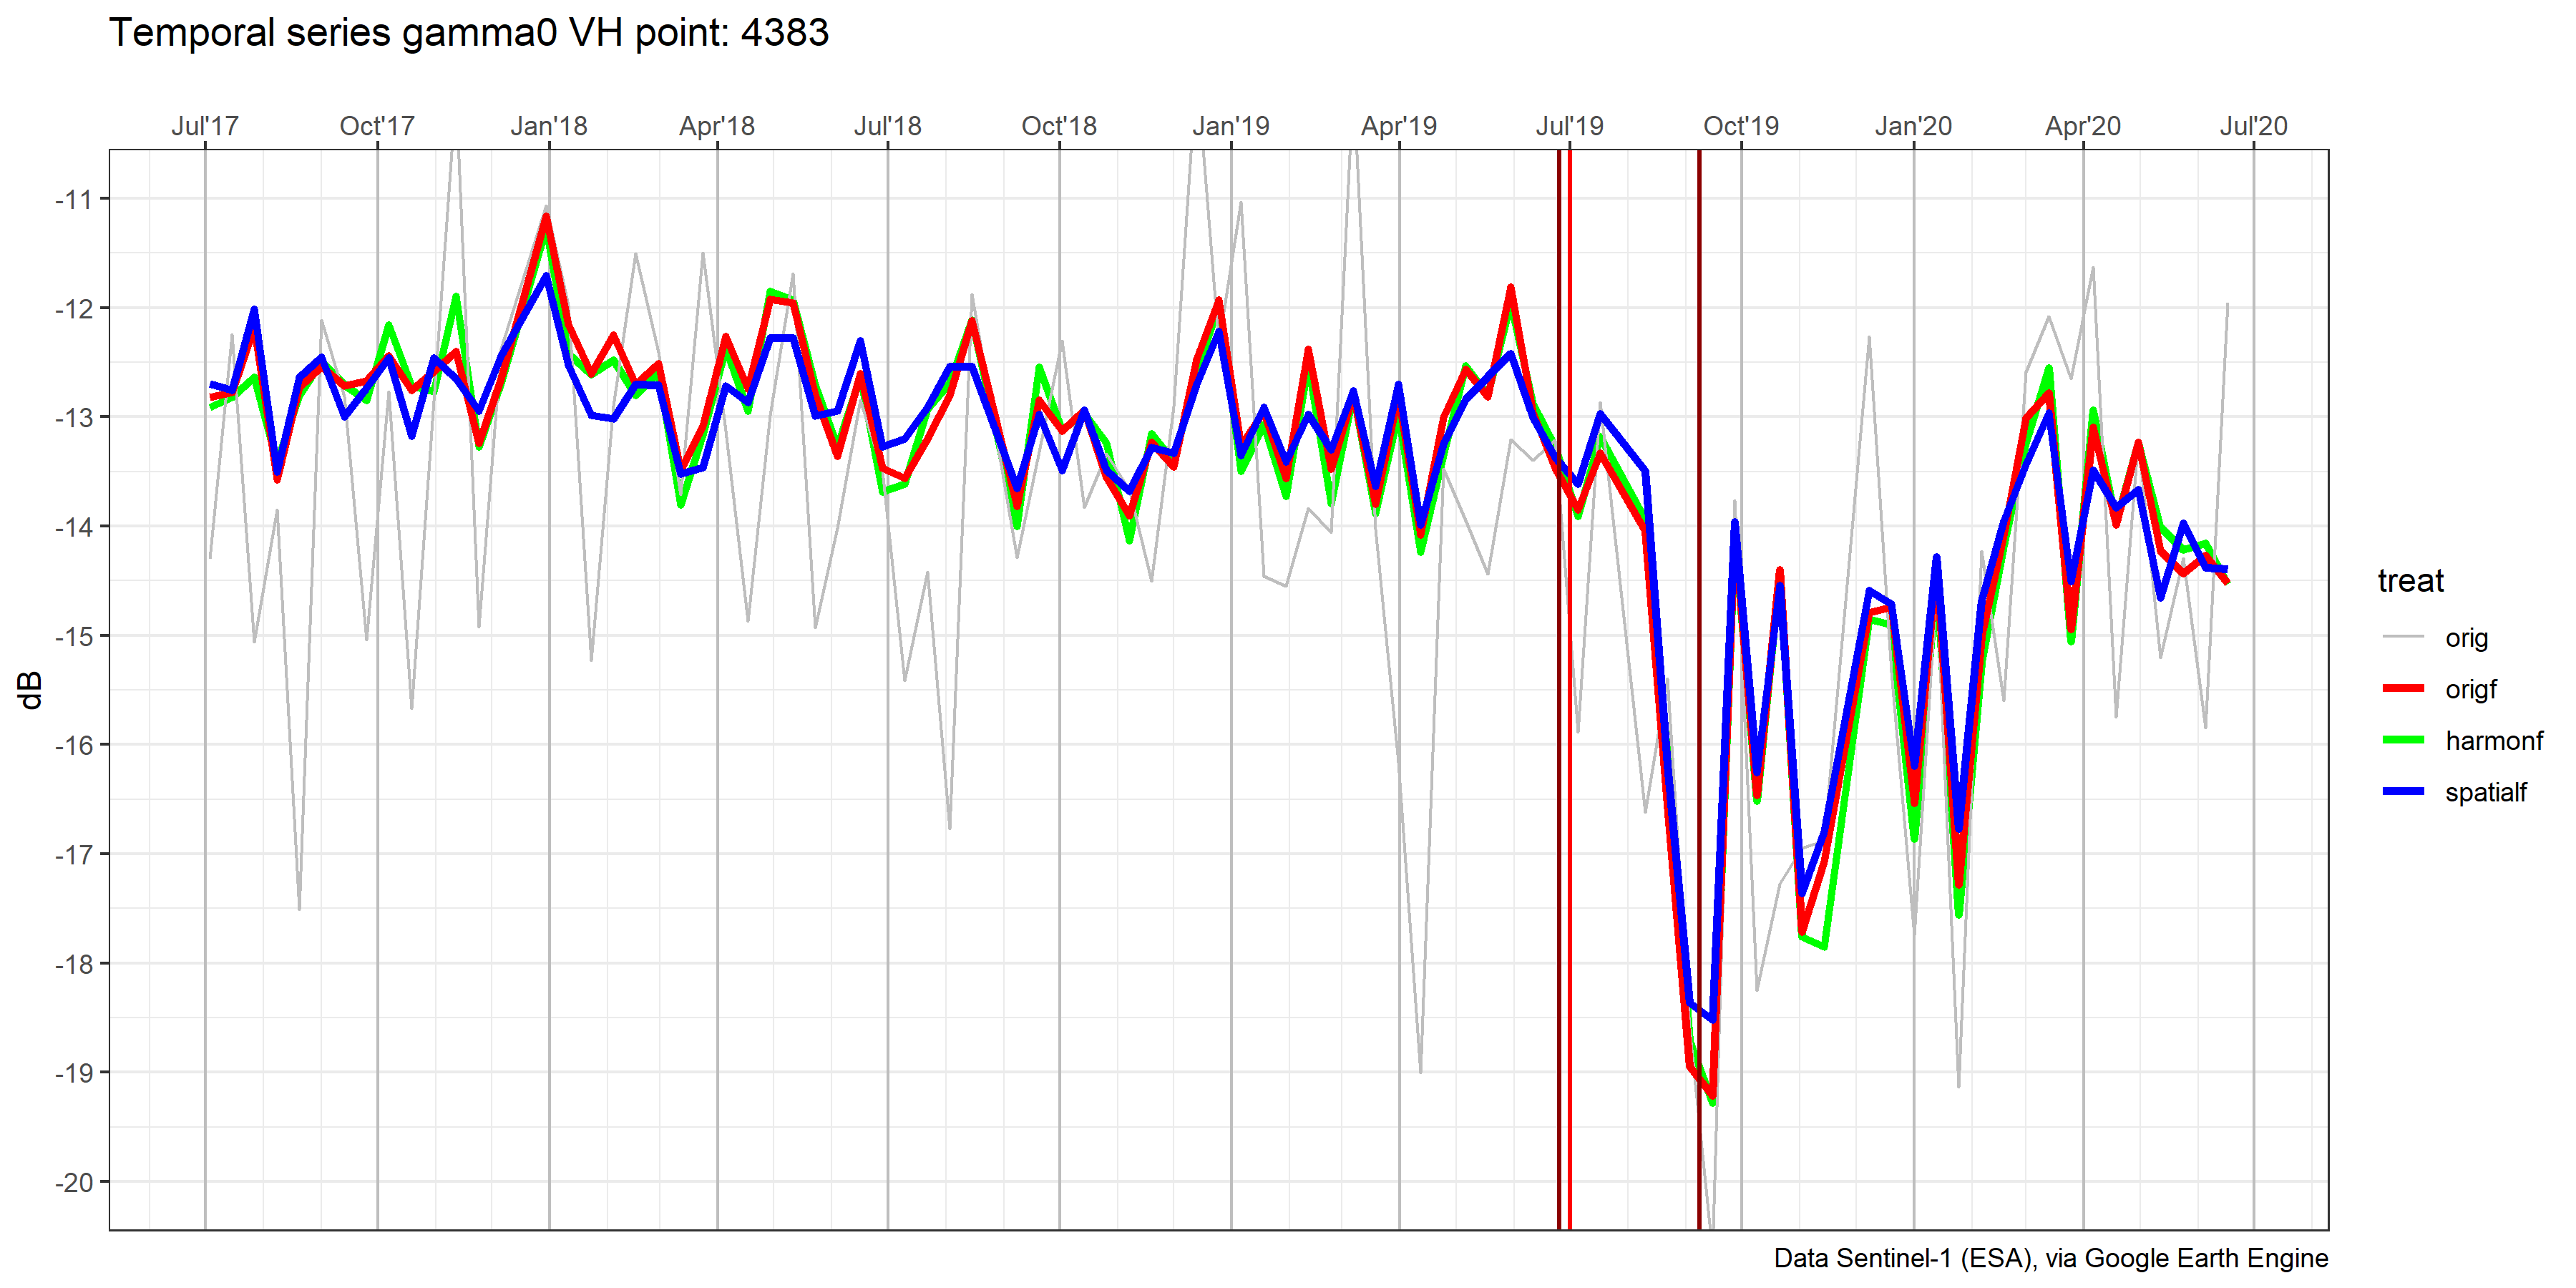 Temporal series gamma0 VH point: 4383
Jul'17 Oct'17 Jan'18 Apr'18 Jul'18 Oct'18 Jan'19 Apr'19 Jul'19 Oct'19 Jan'20 Apr'20 Jul'20
-11
-12
-13
-14
-15
-16
-17
-18
-19
-20
dB
treat
orig
origf
harmonf
spatialf
Data Sentinel-1 (ESA), via Google Earth Engine